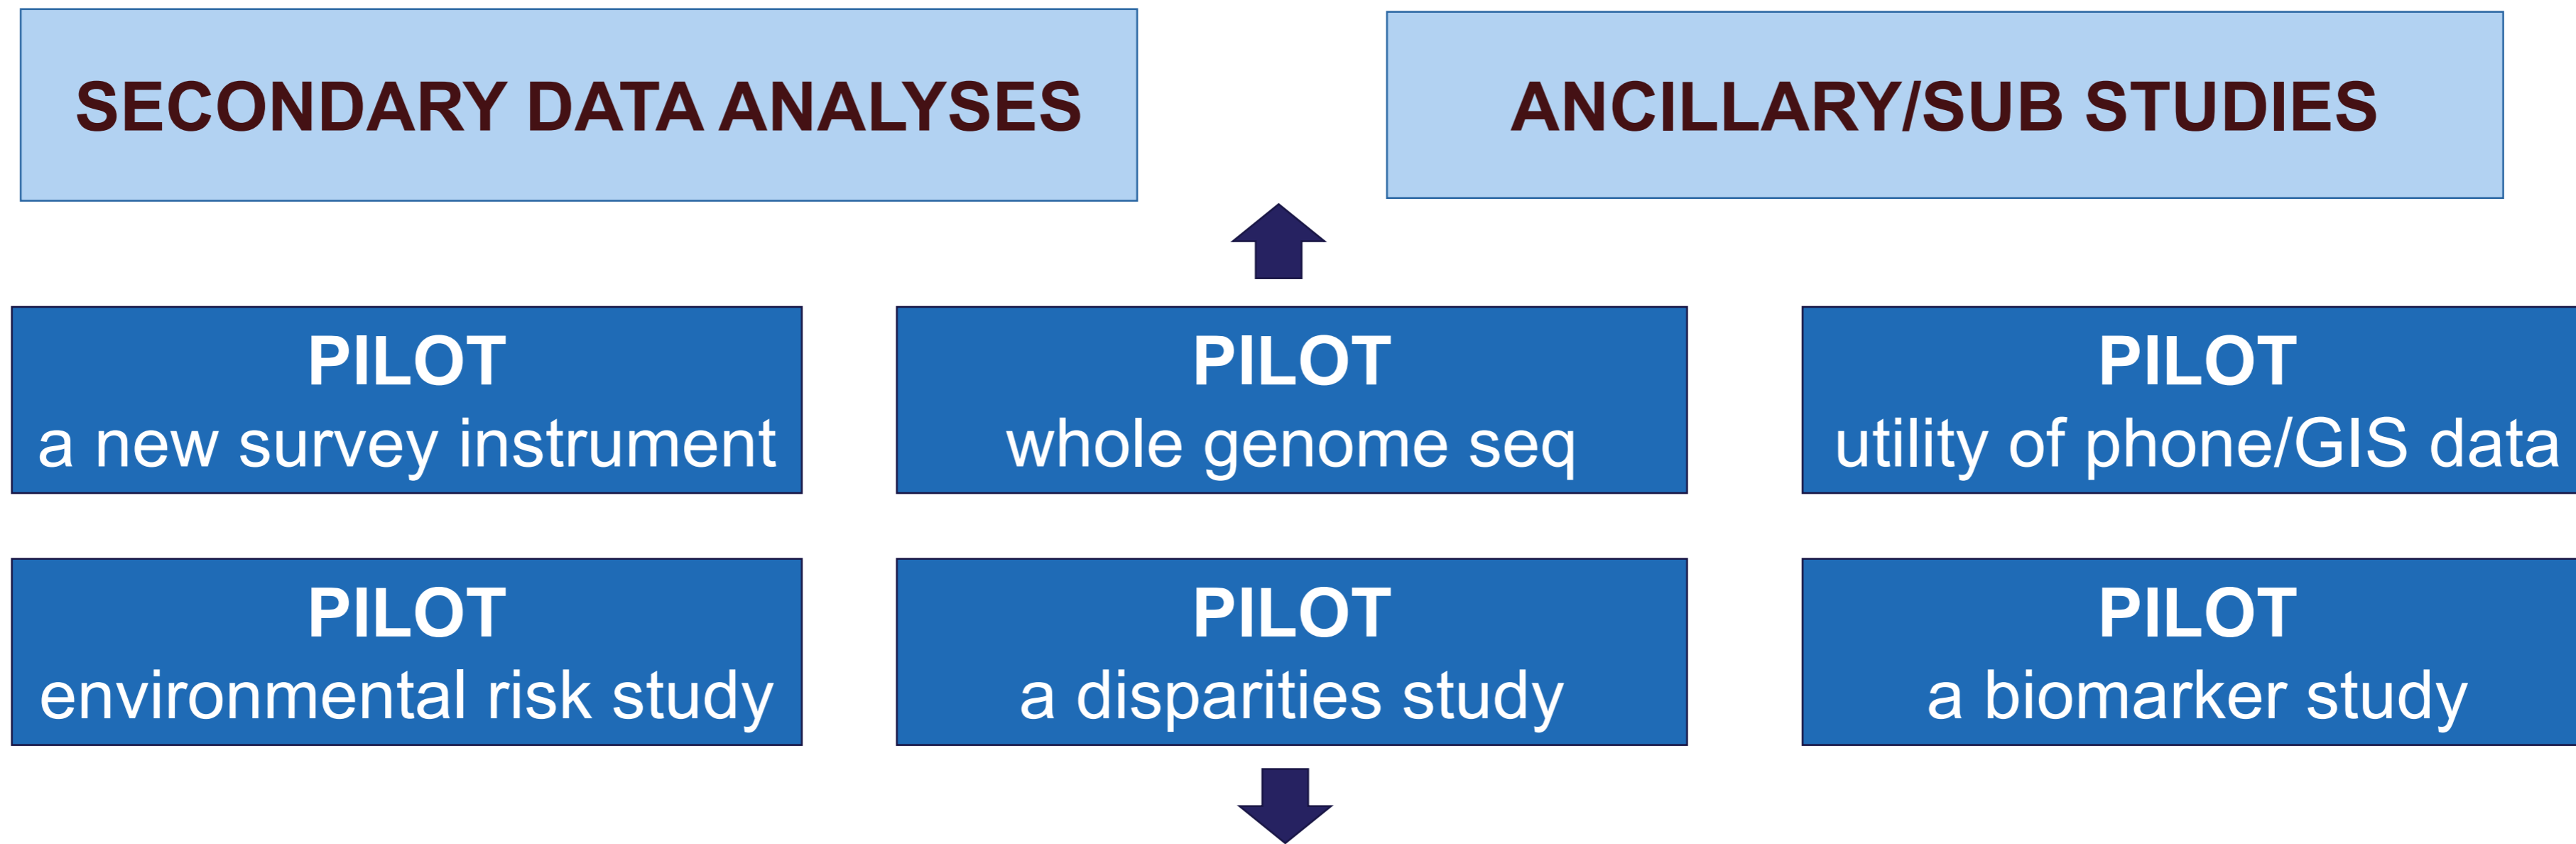 SECONDARY DATA ANALYSES
ANCILLARY/SUB STUDIES
PILOT
a new survey instrument
PILOT
whole genome seq
PILOT
utility of phone/GIS data
PILOT
environmental risk study
PILOT
a disparities study
PILOT
a biomarker study